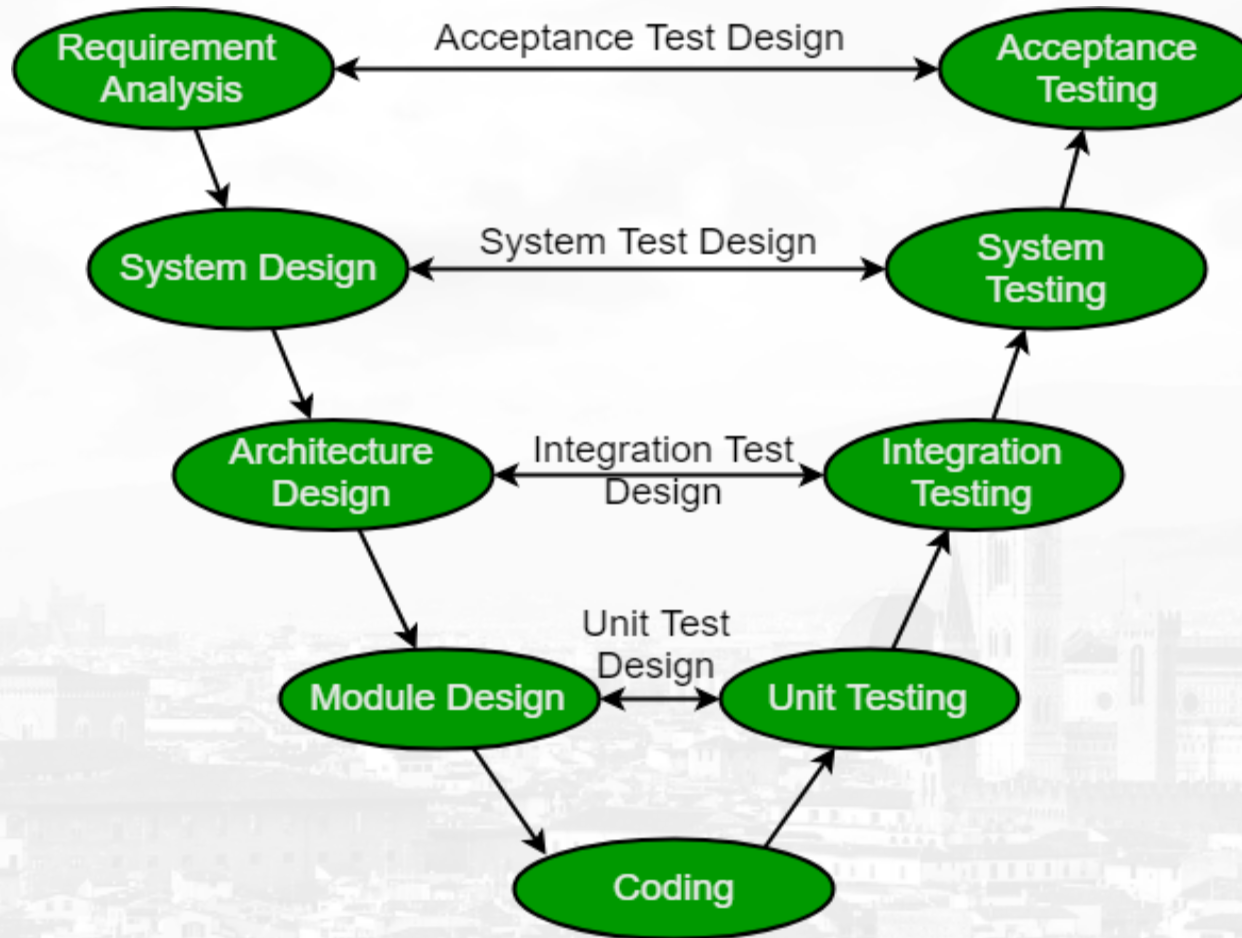 Requirement
Analysis
Acceptance Test Design
Acceptance
Testing
System Design
System Test Design
System
Testing
Architecture
Design
Integration Test
Design
Integration
Testing
Module Design
Unit Test
Design
Unit Testing
Coding